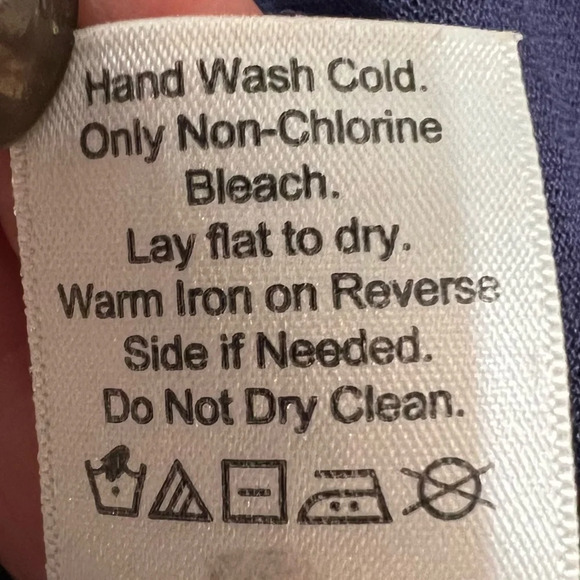 Hand Wash Cold.
Only Non-Chlorine
Bleach.
Lay flat to dry.
Warm Iron on Reverse
Side if Needed.
Do Not Dry Clean.